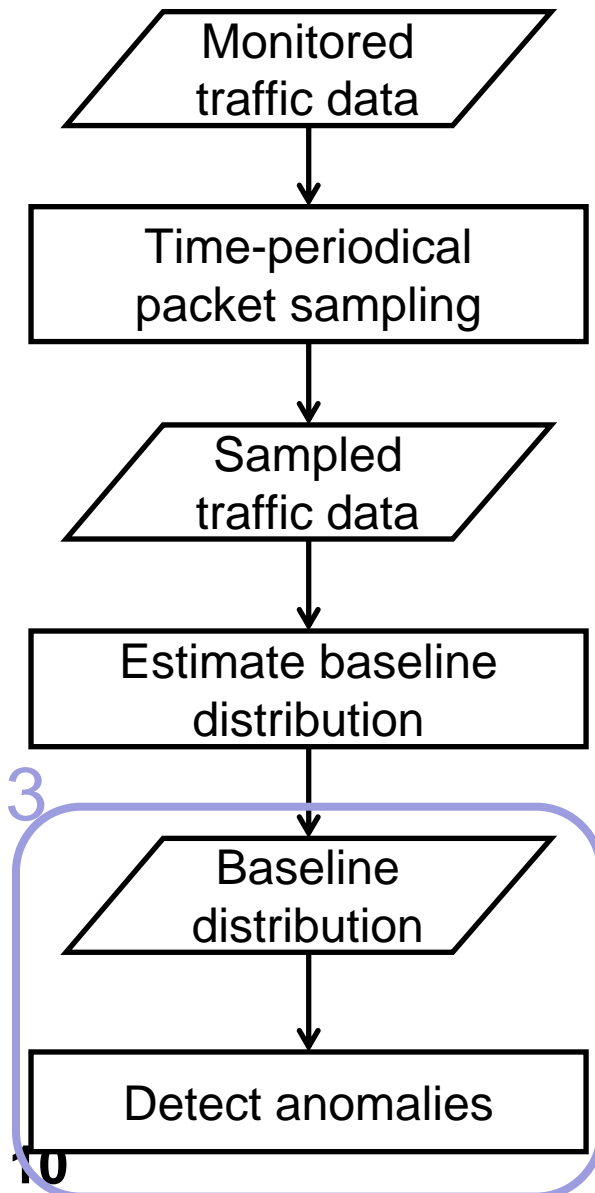 Monitored
traffic data
Time-periodical
packet sampling
Sampled
traffic data
Estimate baseline
distribution
3
Baseline
distribution
Detect anomalies
10